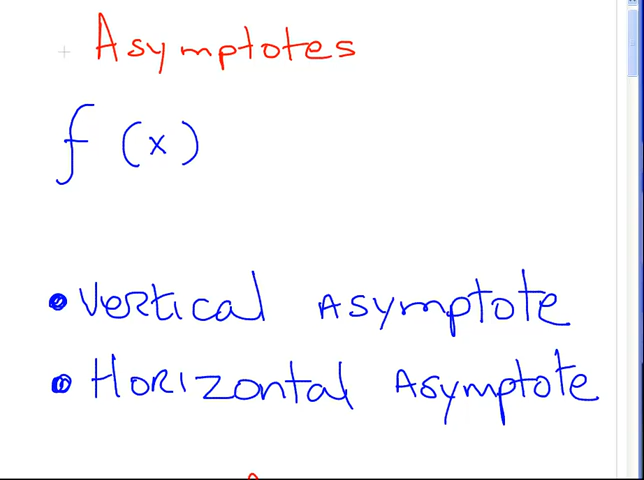 Asymptotes
f (x)
• Vertical Asymptote
• Horizontal Asymptote